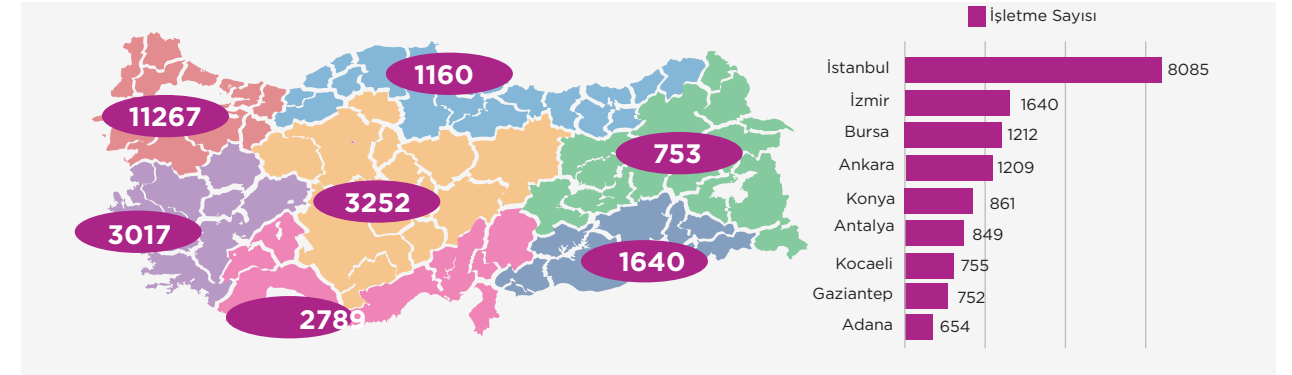 1160
11267
753
3252
3017
1640
2789
İşletme Sayısı
İstanbul 8085
İzmir 1640
Bursa 1212
Ankara 1209
Konya 861
Antalya 849
Kocaeli 755
Gaziantep 752
Adana 654